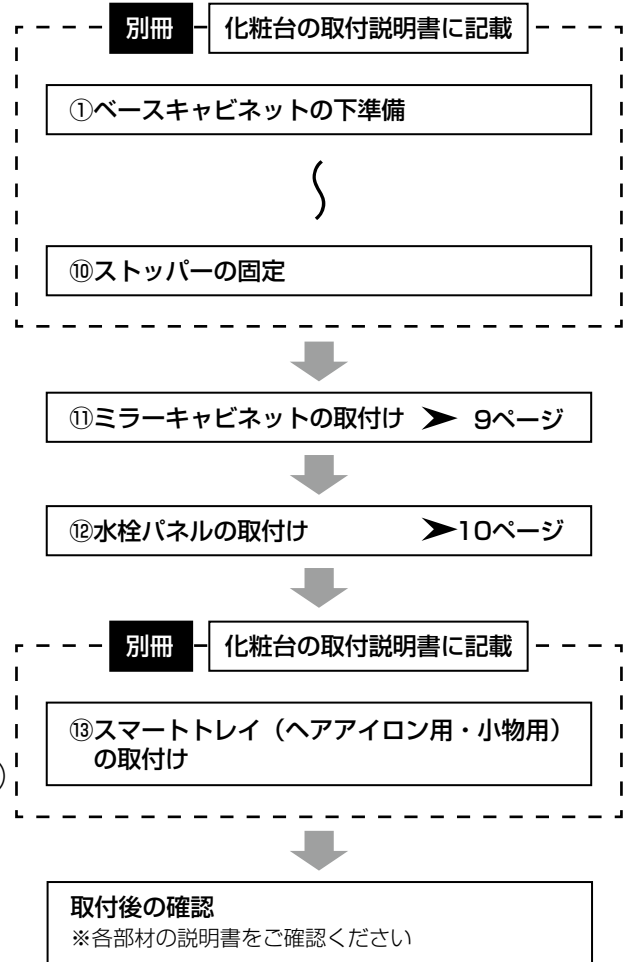 別冊 化粧台の取付説明書に記載
①ベースキャビネットの下準備
⑩ストッパーの固定
⑪ミラーキャビネットの取付け ➤ 9ページ
⑫水栓パネルの取付け ➤10ページ
別冊 化粧台の取付説明書に記載
⑬スマートトレイ（ヘアアイロン用・小物用）
の取付け
取付後の確認
※各部材の説明書をご確認ください